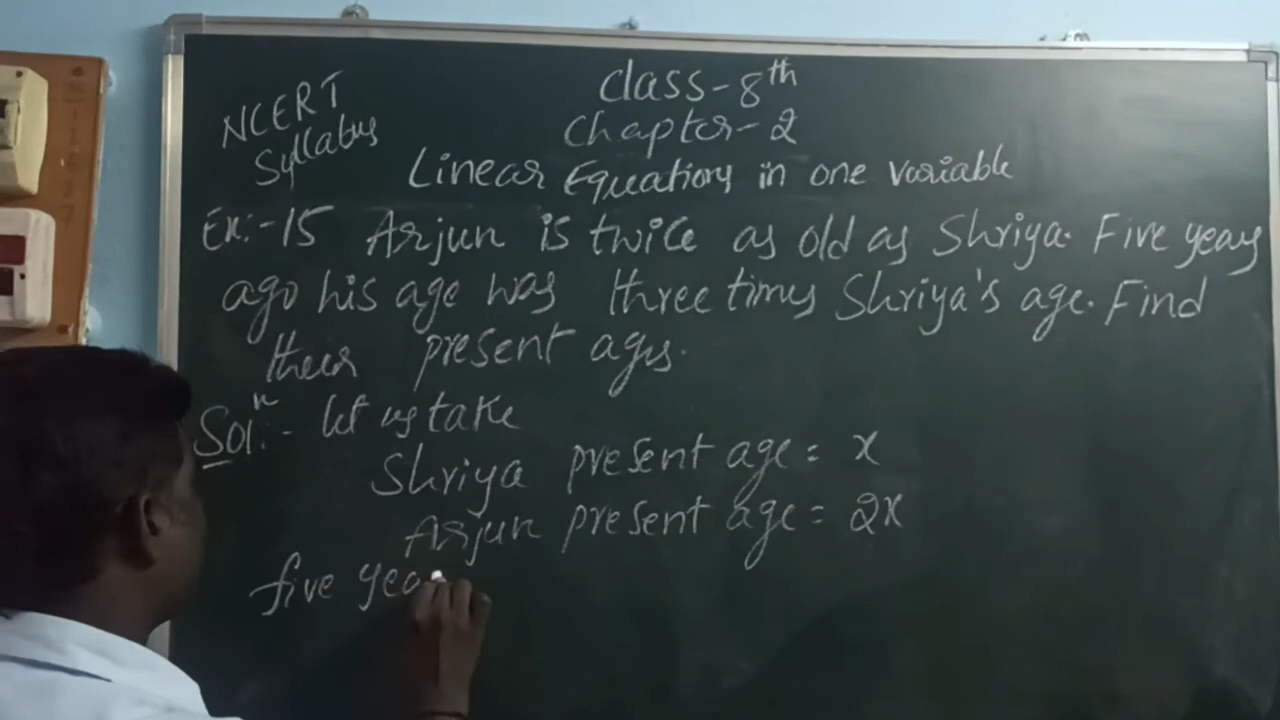 NCERT
Syllabus
Class-8th
Chapter-2
Linear Equations in one variable
Ex:-15 Arjun is twice as old as Shriya. Five years
ago his age was three times Shriya's age. Find
their present ages.
Soln:- let us take
Shriya present age = x
Arjun present age = 2x
five yea